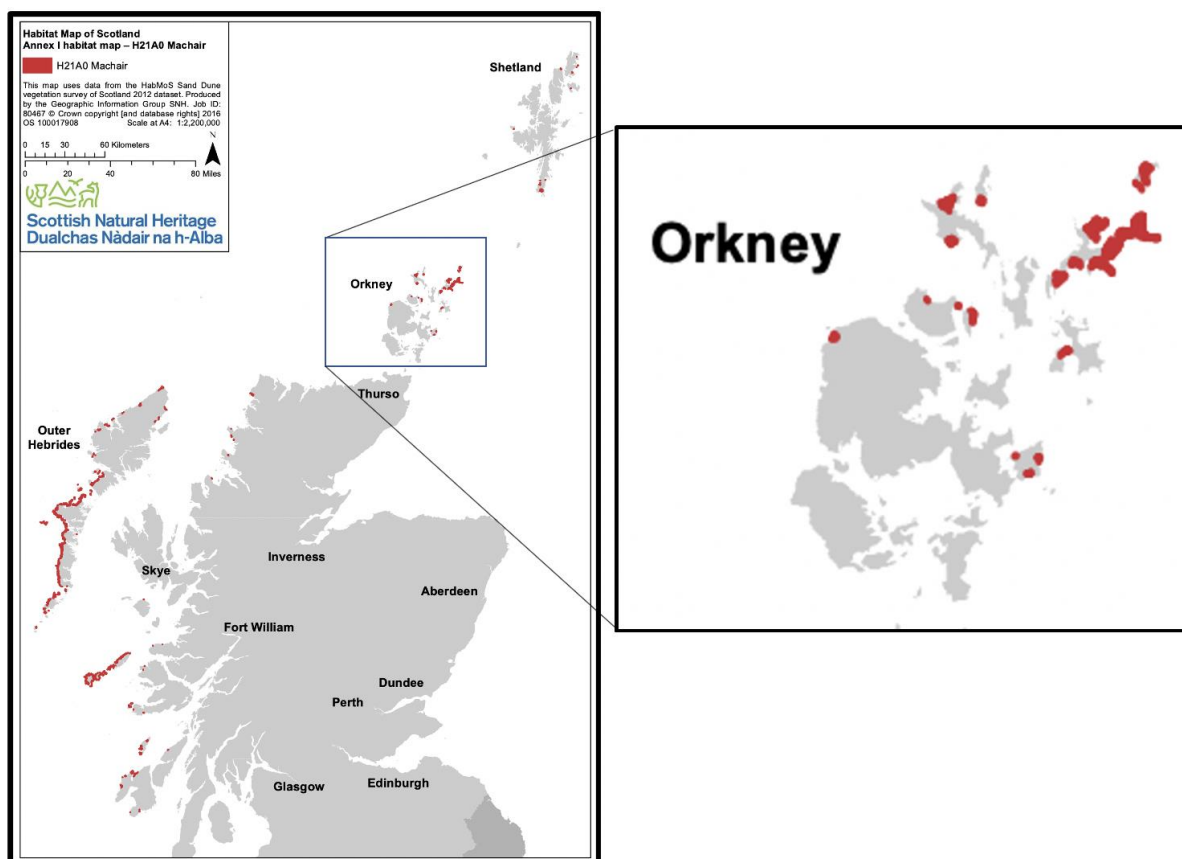 Habitat Map of Scotland
Annex I habitat map – H21A0 Machair
H21A0 Machair
This map uses data from the HabMoS Sand Dune
vegetation survey of Scotland 2012 dataset. Produced
by the Geographic Information Group SNH. Job ID:
80467 © Crown copyright [and database rights] 2016
OS 100017908 Scale at A4: 1:2,200,000
N
0 15 30 60 Kilometers
0 20 40 80 Miles
Scottish Natural Heritage
Dualchas Nàdair na h-Alba
Shetland
Orkney
Thurso
Outer
Hebrides
Inverness
Skye
Aberdeen
Fort William
Dundee
Perth
Glasgow
Edinburgh
Orkney